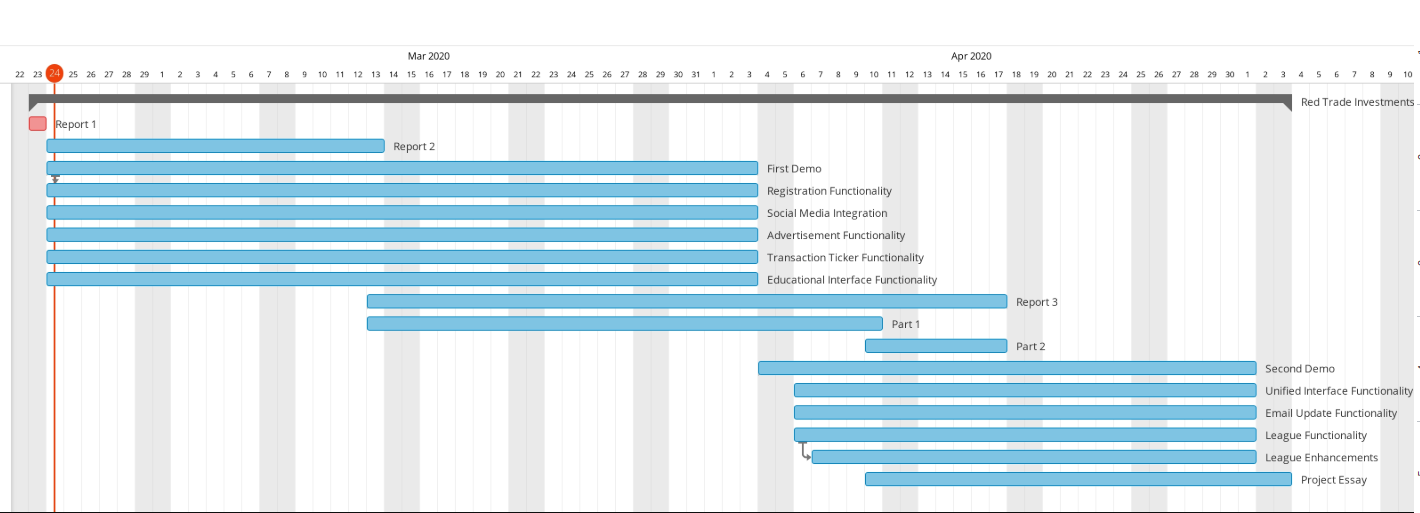 Mar 2020 Apr 2020
22 23 24 25 26 27 28 29 1 2 3 4 5 6 7 8 9 10 11 12 13 14 15 16 17 18 19 20 21 22 23 24 25 26 27 28 29 30 31 1 2 3 4 5 6 7 8 9 10 11 12 13 14 15 16 17 18 19 20 21 22 23 24 25 26 27 28 29 30 1 2 3 4 5 6 7 8 9 10
Red Trade Investments
Report 1
Report 2
First Demo
Registration Functionality
Social Media Integration
Advertisement Functionality
Transaction Ticker Functionality
Educational Interface Functionality
Report 3
Part 1
Part 2
Second Demo
Unified Interface Functionality
Email Update Functionality
League Functionality
League Enhancements
Project Essay